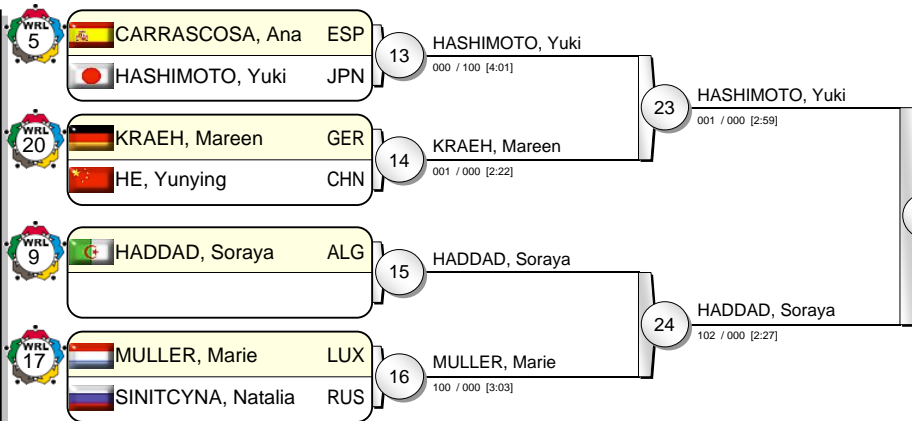 WRL
5
CARRASCOSA, Ana ESP
HASHIMOTO, Yuki JPN
13
HASHIMOTO, Yuki
000 / 100 [4:01]
23
HASHIMOTO, Yuki
001 / 000 [2:59]
WRL
20
KRAEH, Mareen GER
HE, Yunying CHN
14
KRAEH, Mareen
001 / 000 [2:22]
WRL
9
HADDAD, Soraya ALG
15
HADDAD, Soraya
24
HADDAD, Soraya
102 / 000 [2:27]
WRL
17
MULLER, Marie LUX
SINITCYNA, Natalia RUS
16
MULLER, Marie
100 / 000 [3:03]